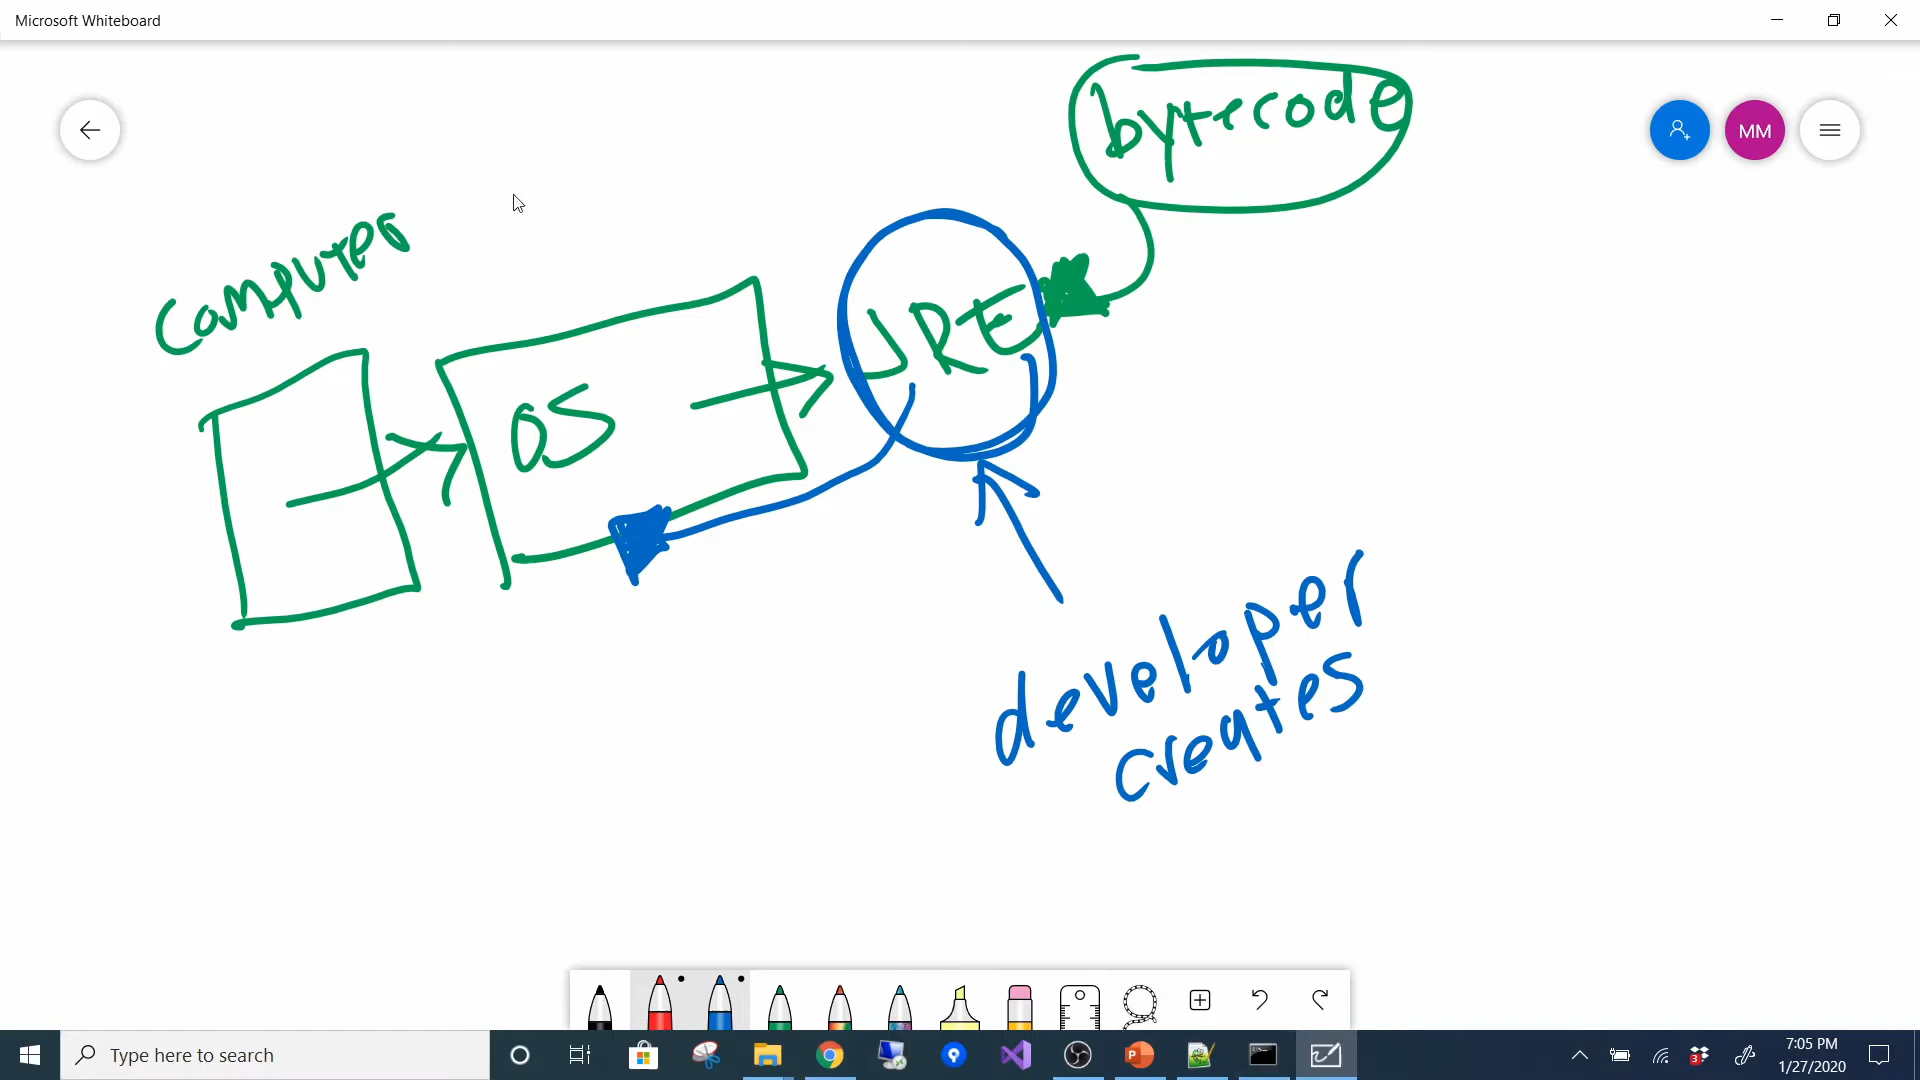 Microsoft Whiteboard
bytecode
MM
computer
JRE
OS
developer
creates
Type here to search
P
3
7:05 PM
1/27/2020